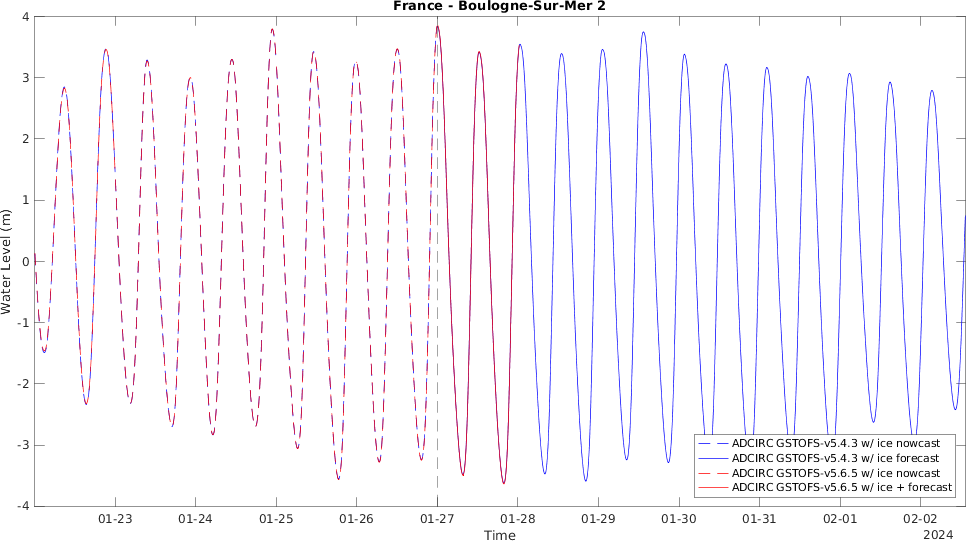 France - Boulogne-Sur-Mer 2
4
3
2
1
0
-1
-2
-3
-4
Water Level (m)
ADCIRC GSTOFS-v5.4.3 w/ ice nowcast
ADCIRC GSTOFS-v5.4.3 w/ ice forecast
ADCIRC GSTOFS-v5.6.5 w/ ice nowcast
ADCIRC GSTOFS-v5.6.5 w/ ice + forecast
01-23 01-24 01-25 01-26 01-27 01-28 01-29 01-30 01-31 02-01 02-02
Time
2024